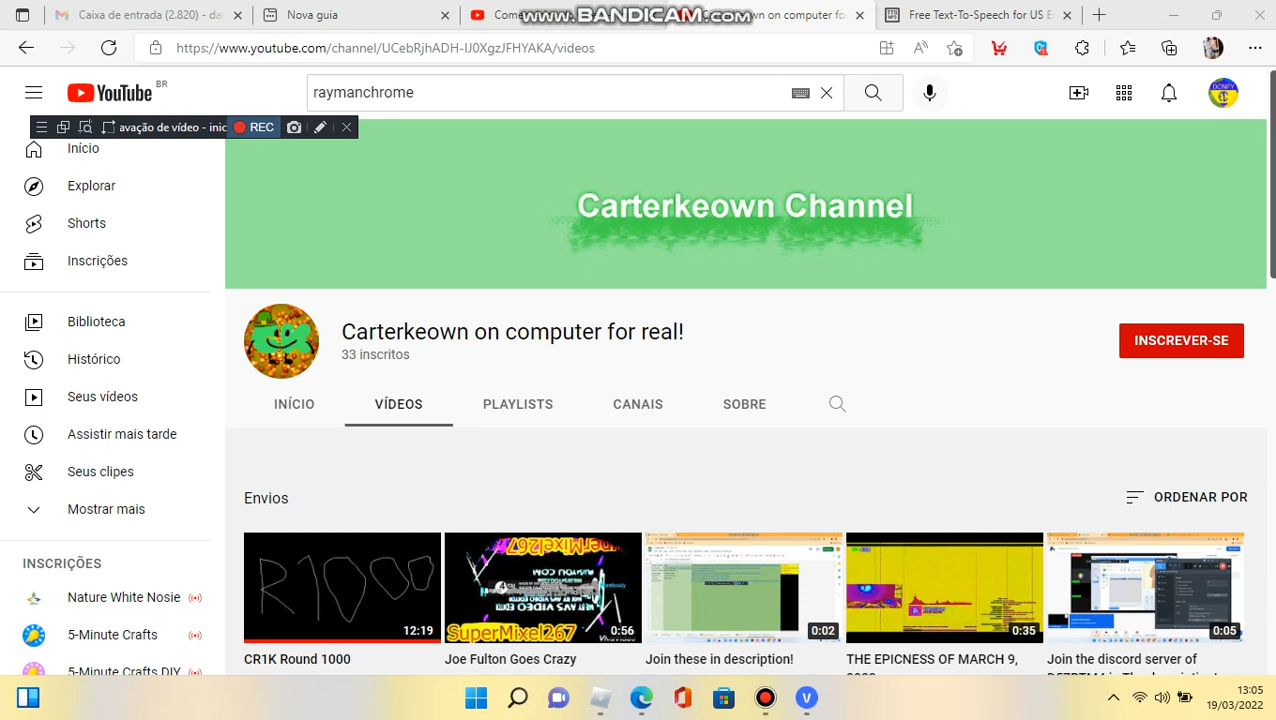 Caixa de entrada (2.820) - da
Nova guia
Com
www.BANDICAM.com
own on computer fo
Free Text-To-Speech for US E
https://www.youtube.com/channel/UCebRjhADH-IJ0XgzJFHYAKA/videos
YouTube BR
raymanchrome
avação de vídeo - inic
REC
Início
Explorar
Shorts
Inscrições
Biblioteca
Histórico
Seus vídeos
Assistir mais tarde
Seus clipes
Mostrar mais
INSCRIÇÕES
Nature White Nosie
5-Minute Crafts
5-Minute Crafts DIY
Carterkeown Channel
Carterkeown on computer for real!
33 inscritos
INSCREVER-SE
INÍCIO
VÍDEOS
PLAYLISTS
CANAIS
SOBRE
Envios
ORDENAR POR
12:19
SuperMixel267
0:56
0:02
0:35
0:05
CR1K Round 1000
Joe Fulton Goes Crazy
Join these in description!
THE EPICNESS OF MARCH 9,
Join the discord server of
13:05
19/03/2022